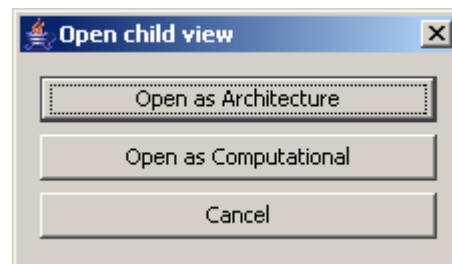 Open child view
Open as Architecture
Open as Computational
Cancel